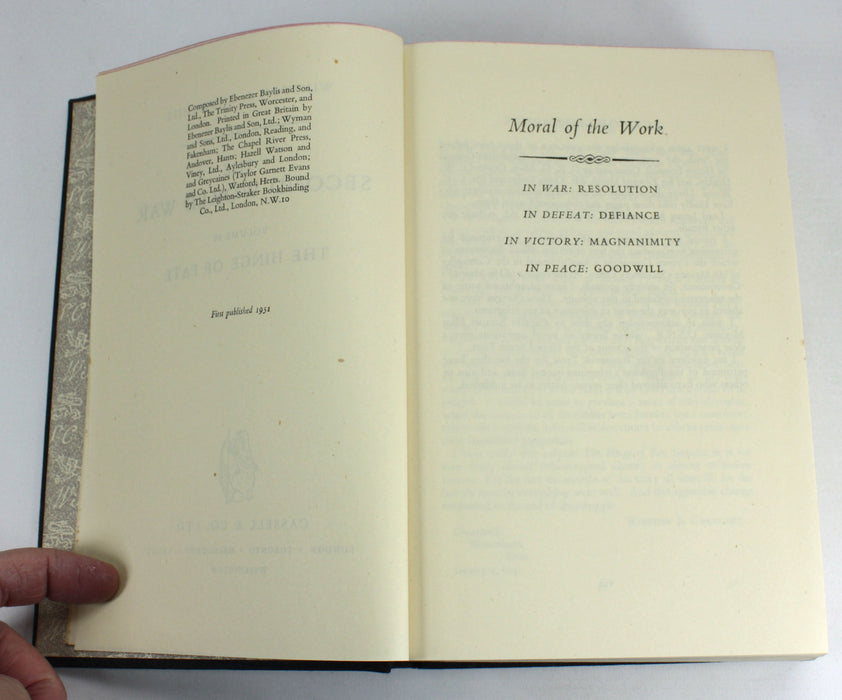 Composed by Ebenezer Baylis and Son,
Ltd., The Trinity Press, Worcester, and
London. Printed in Great Britain by
Ebenezer Baylis and Son, Ltd.; Wyman
and Sons, Ltd., London, Reading, and
Fakenham; The Chapel River Press,
Andover, Hants; Hazell Watson and
Viney, Ltd., Aylesbury and London;
and Greycaines (Taylor Garnett Evans
and Co. Ltd.), Watford, Herts. Bound
by The Leighton-Straker Bookbinding
Co., Ltd., London, N.W.10
First published 1951
Moral of the Work
IN WAR: RESOLUTION
IN DEFEAT: DEFIANCE
IN VICTORY: MAGNANIMITY
IN PEACE: GOODWILL